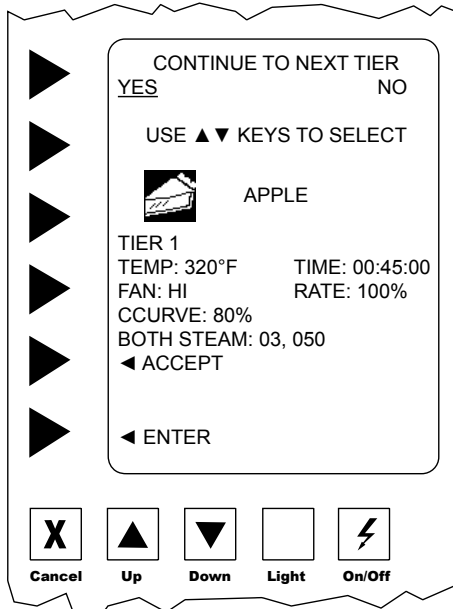 CONTINUE TO NEXT TIER
YES NO
USE ▲▼ KEYS TO SELECT
APPLE
TIER 1
TEMP: 320°F TIME: 00:45:00
FAN: HI RATE: 100%
CCURVE: 80%
BOTH STEAM: 03, 050
◄ ACCEPT
◄ ENTER
X
Cancel Up Down Light On/Off